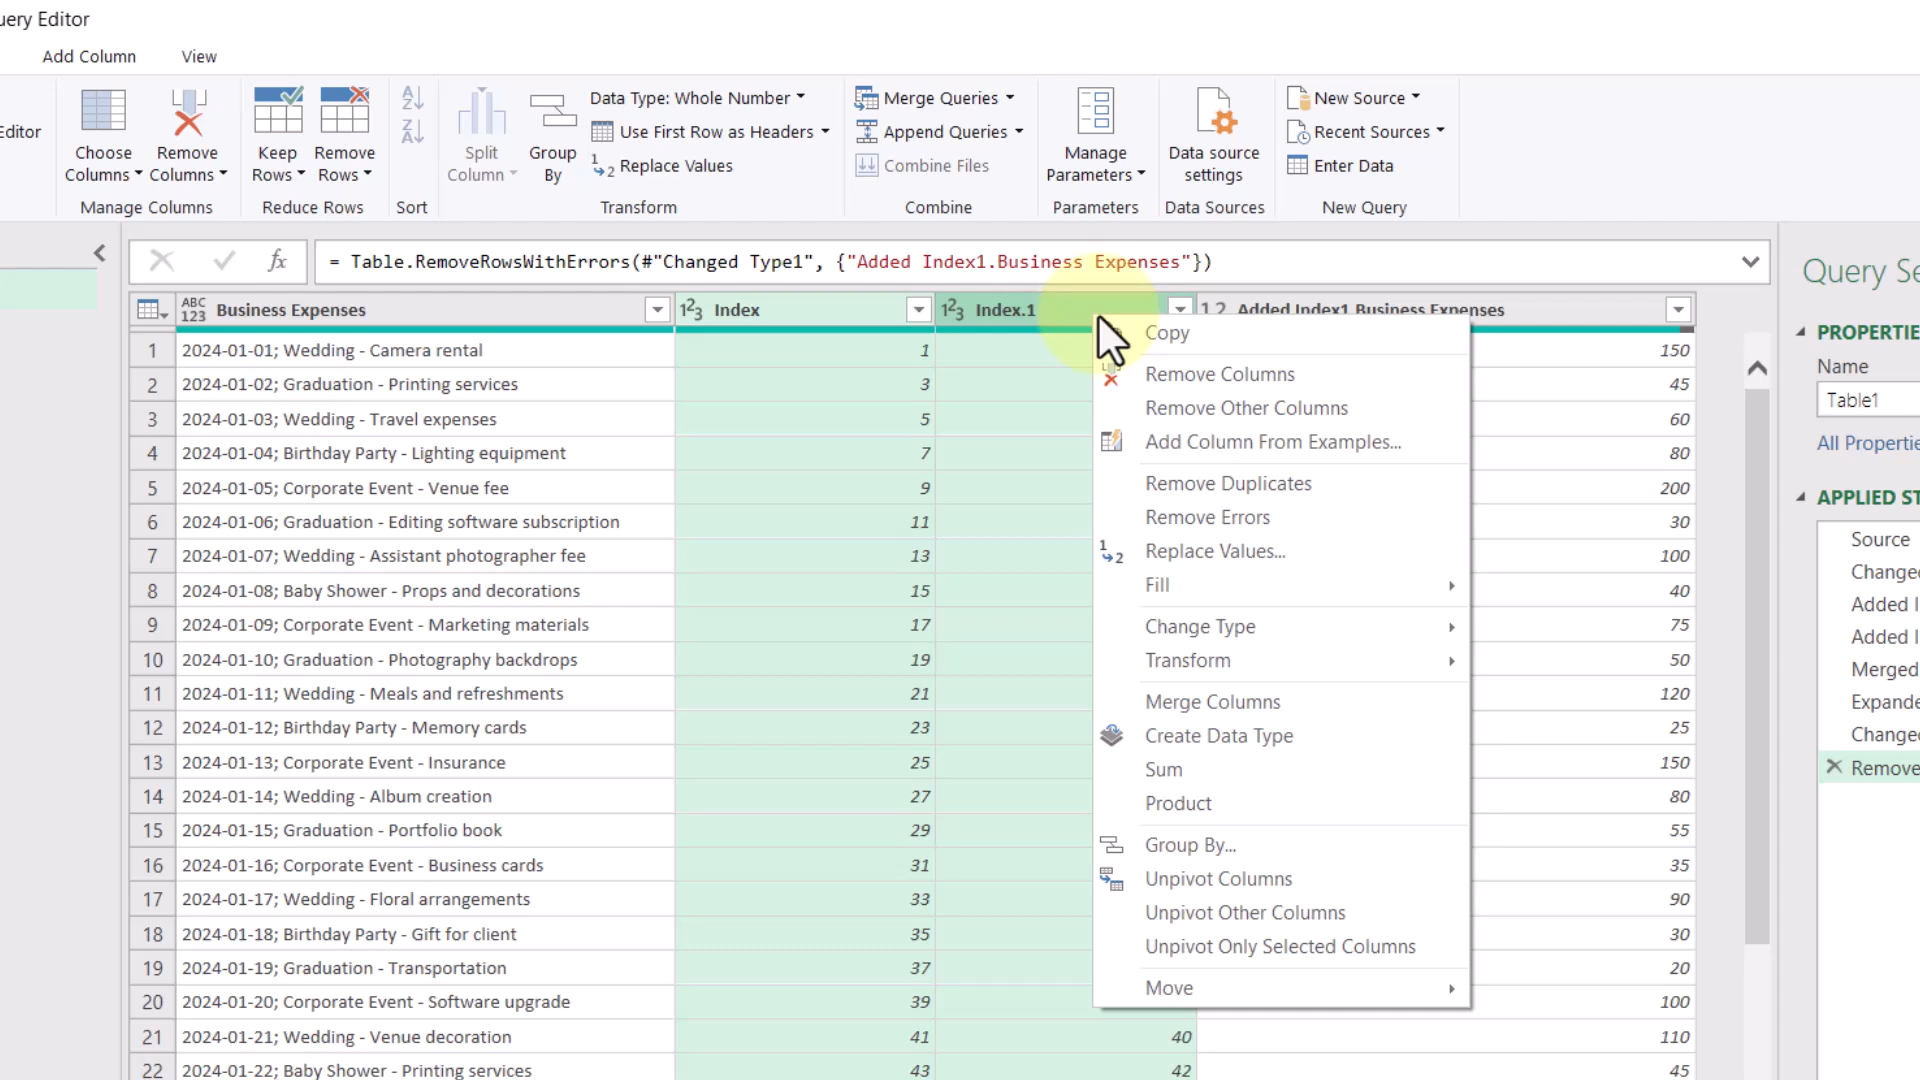 uery Editor
Add Column View
Editor
Choose Columns
Remove Columns
Manage Columns
Keep Rows
Remove Rows
Reduce Rows
Sort
Split Column
Group By
Data Type: Whole Number
Use First Row as Headers
Replace Values
Transform
Merge Queries
Append Queries
Combine Files
Combine
Manage Parameters
Parameters
Data source settings
Data Sources
New Source
Recent Sources
Enter Data
New Query
fx = Table.RemoveRowsWithErrors(#"Changed Type1", {"Added Index1.Business Expenses"})
ABC 123 Business Expenses 123 Index 123 Index.1 1.2 Added Index1.Business Expenses
1 2024-01-01; Wedding - Camera rental 1 150
2 2024-01-02; Graduation - Printing services 3 45
3 2024-01-03; Wedding - Travel expenses 5 60
4 2024-01-04; Birthday Party - Lighting equipment 7 80
5 2024-01-05; Corporate Event - Venue fee 9 200
6 2024-01-06; Graduation - Editing software subscription 11 30
7 2024-01-07; Wedding - Assistant photographer fee 13 100
8 2024-01-08; Baby Shower - Props and decorations 15 40
9 2024-01-09; Corporate Event - Marketing materials 17 75
10 2024-01-10; Graduation - Photography backdrops 19 50
11 2024-01-11; Wedding - Meals and refreshments 21 120
12 2024-01-12; Birthday Party - Memory cards 23 25
13 2024-01-13; Corporate Event - Insurance 25 150
14 2024-01-14; Wedding - Album creation 27 80
15 2024-01-15; Graduation - Portfolio book 29 55
16 2024-01-16; Corporate Event - Business cards 31 35
17 2024-01-17; Wedding - Floral arrangements 33 90
18 2024-01-18; Birthday Party - Gift for client 35 30
19 2024-01-19; Graduation - Transportation 37 20
20 2024-01-20; Corporate Event - Software upgrade 39 100
21 2024-01-21; Wedding - Venue decoration 41 40 110
22 2024-01-22; Baby Shower - Printing services 43 42 45
Copy
Remove Columns
Remove Other Columns
Add Column From Examples...
Remove Duplicates
Remove Errors
Replace Values...
Fill
Change Type
Transform
Merge Columns
Create Data Type
Sum
Product
Group By...
Unpivot Columns
Unpivot Other Columns
Unpivot Only Selected Columns
Move
Query Se
PROPERTIE
Name
Table1
All Propertie
APPLIED ST
Source
Changed
Added I
Added I
Merged
Expande
Changed
Remove